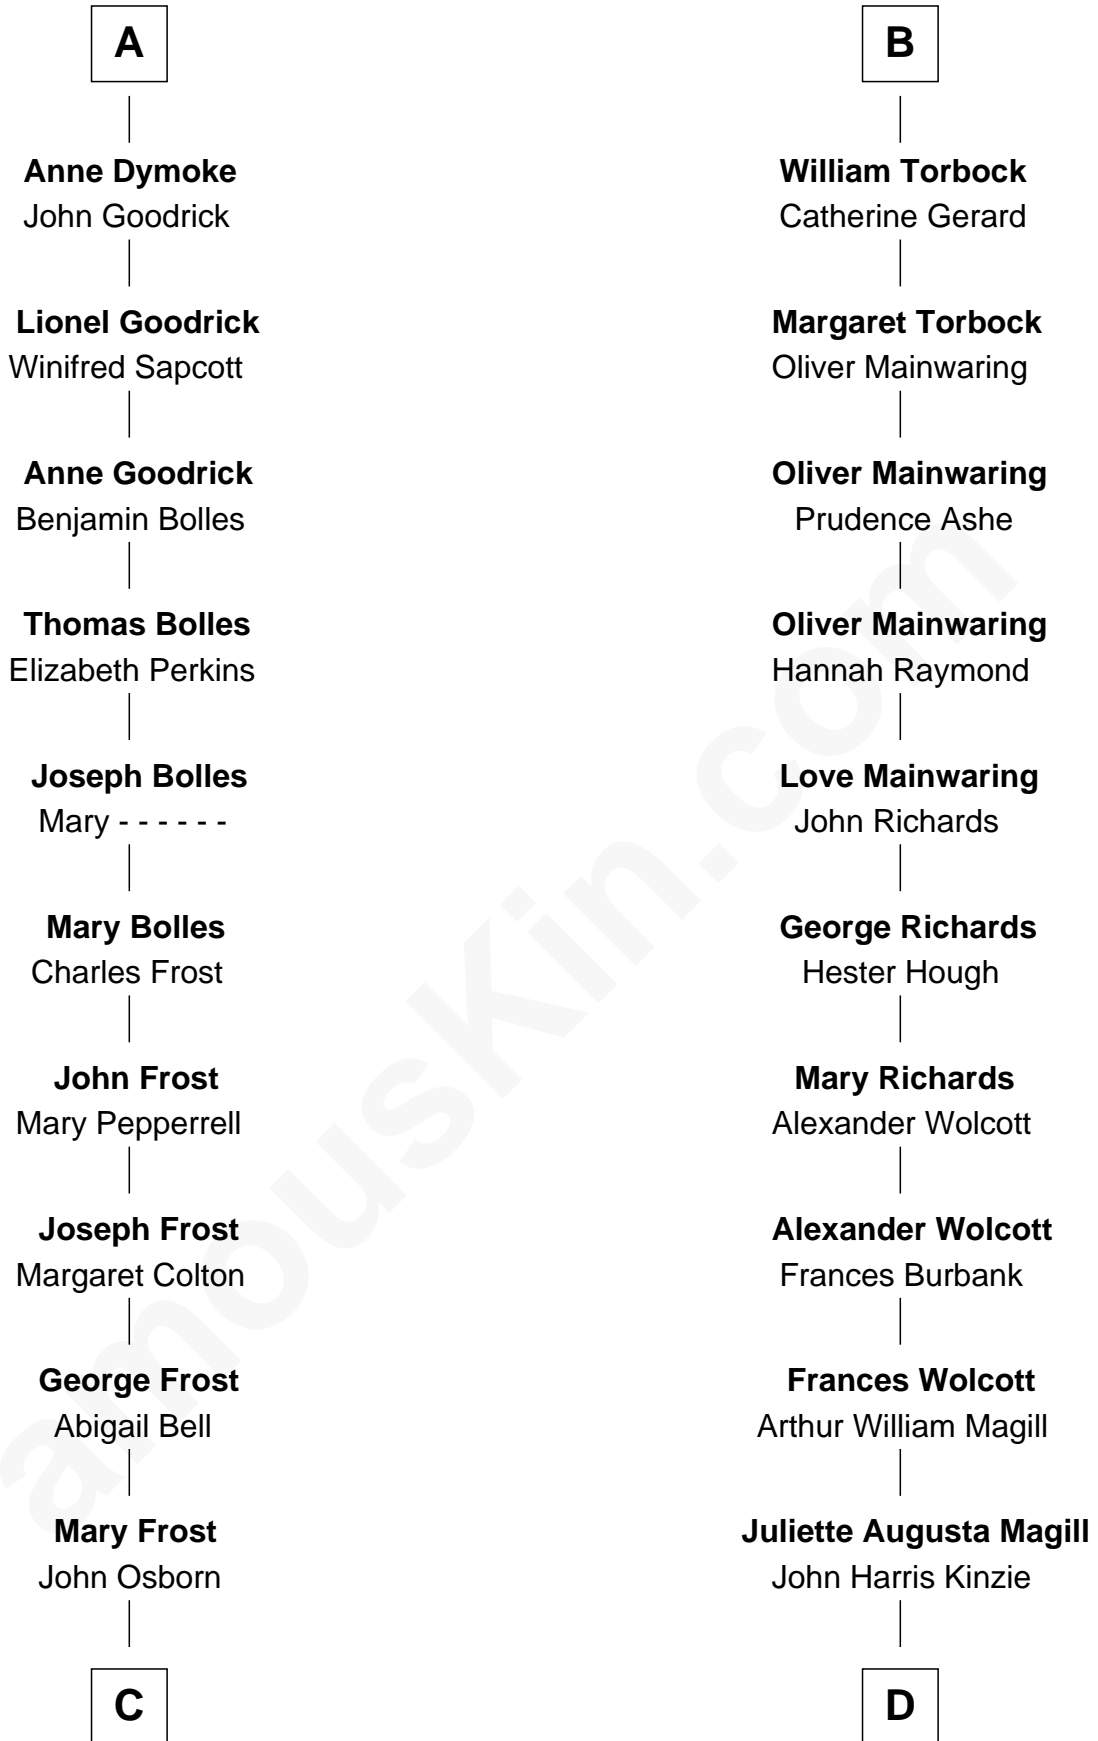 A
Anne Dymoke
John Goodrick
Lionel Goodrick
Winifred Sapcott
Anne Goodrick
Benjamin Bolles
Thomas Bolles
Elizabeth Perkins
Joseph Bolles
Mary - - - - - -
Mary Bolles
Charles Frost
John Frost
Mary Pepperrell
Joseph Frost
Margaret Colton
George Frost
Abigail Bell
Mary Frost
John Osborn
C
B
William Torbock
Catherine Gerard
Margaret Torbock
Oliver Mainwaring
Oliver Mainwaring
Prudence Ashe
Oliver Mainwaring
Hannah Raymond
Love Mainwaring
John Richards
George Richards
Hester Hough
Mary Richards
Alexander Wolcott
Alexander Wolcott
Frances Burbank
Frances Wolcott
Arthur William Magill
Juliette Augusta Magill
John Harris Kinzie
D
amouskin.com